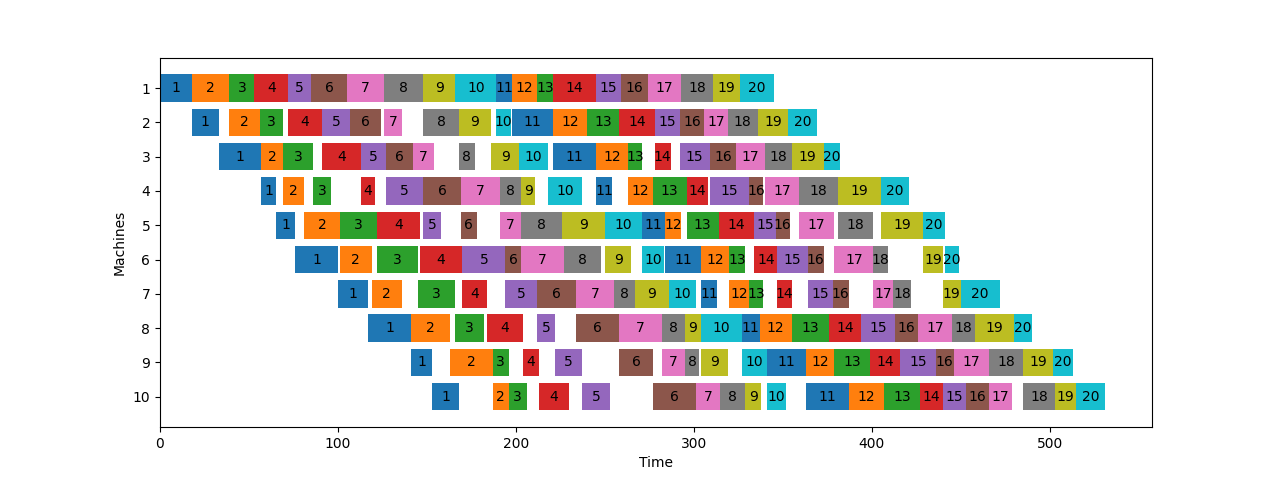 1 1 2 3 4 5 6 7 8 9 10 11 12 13 14 15 16 17 18 19 20
2 1 2 3 4 5 6 7 8 9 10 11 12 13 14 15 16 17 18 19 20
3 1 2 3 4 5 6 7 8 9 10 11 12 13 14 15 16 17 18 19 20
4 1 2 3 4 5 6 7 8 9 10 11 12 13 14 15 16 17 18 19 20
5 1 2 3 4 5 6 7 8 9 10 11 12 13 14 15 16 17 18 19 20
6 1 2 3 4 5 6 7 8 9 10 11 12 13 14 15 16 17 18 19 20
7 1 2 3 4 5 6 7 8 9 10 11 12 13 14 15 16 17 18 19 20
8 1 2 3 4 5 6 7 8 9 10 11 12 13 14 15 16 17 18 19 20
9 1 2 3 4 5 6 7 8 9 10 11 12 13 14 15 16 17 18 19 20
10 1 2 3 4 5 6 7 8 9 10 11 12 13 14 15 16 17 18 19 20
Machines
0 100 200 300 400 500
Time